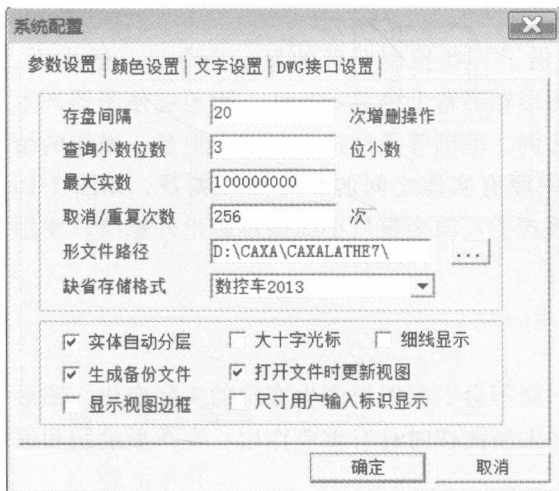 系统配置
参数设置 颜色设置 文字设置 DWG接口设置
存盘间隔 20 次增删操作
查询小数位数 3 位小数
最大实数 100000000
取消/重复次数 256 次
形文件路径 D:\CAXA\CAXALATHE7\ ...
缺省存储格式 数控车2013
实体自动分层 大十字光标 细线显示
生成备份文件 打开文件时更新视图
显示视图边框 尺寸用户输入标识显示
确定 取消